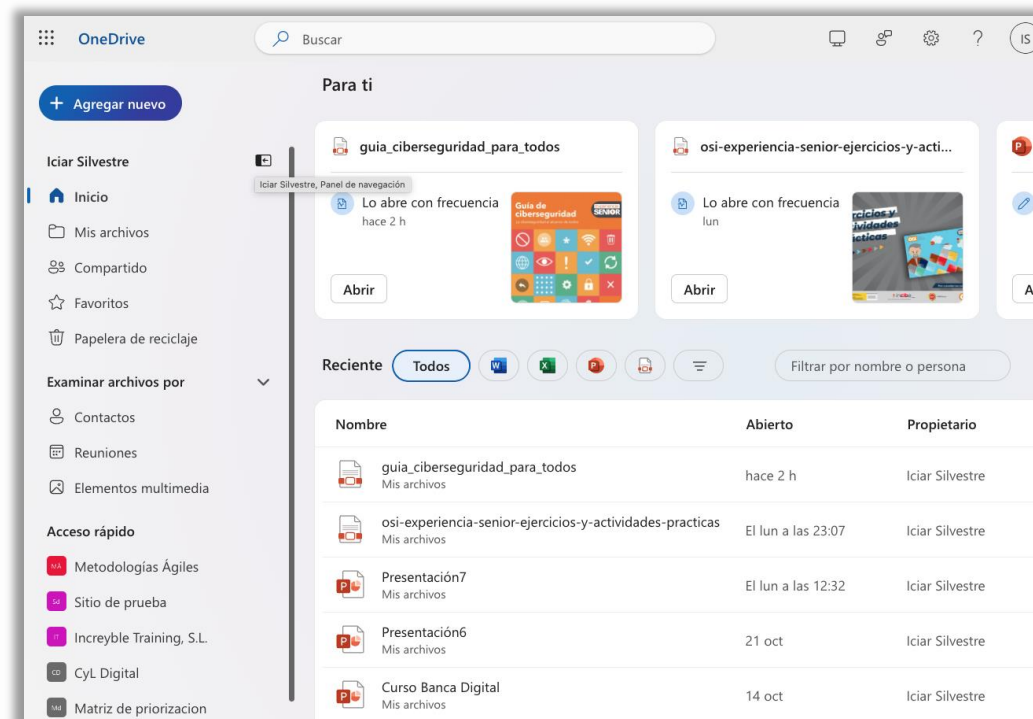 OneDrive
Buscar
IS
Agregar nuevo
Iciar Silvestre
Iciar Silvestre, Panel de navegación
Inicio
Mis archivos
Compartido
Favoritos
Papelera de reciclaje
Examinar archivos por
Contactos
Reuniones
Elementos multimedia
Acceso rápido
MÁ Metodologías Ágiles
Sd Sitio de prueba
IT Increyble Training, S.L.
CD CyL Digital
Md Matriz de priorizacion
Para ti
guia_ciberseguridad_para_todos
Lo abre con frecuencia
hace 2 h
Guía de
ciberseguridad
SENIOR
Abrir
osi-experiencia-senior-ejercicios-y-acti...
Lo abre con frecuencia
lun
Abrir
P
A
Reciente
Todos
W
X
P
Filtrar por nombre o persona
Nombre Abierto Propietario
guia_ciberseguridad_para_todos hace 2 h Iciar Silvestre
Mis archivos
osi-experiencia-senior-ejercicios-y-actividades-practicas El lun a las 23:07 Iciar Silvestre
Mis archivos
P Presentación7 El lun a las 12:32 Iciar Silvestre
Mis archivos
P Presentación6 21 oct Iciar Silvestre
Mis archivos
P Curso Banca Digital 14 oct Iciar Silvestre
Mis archivos